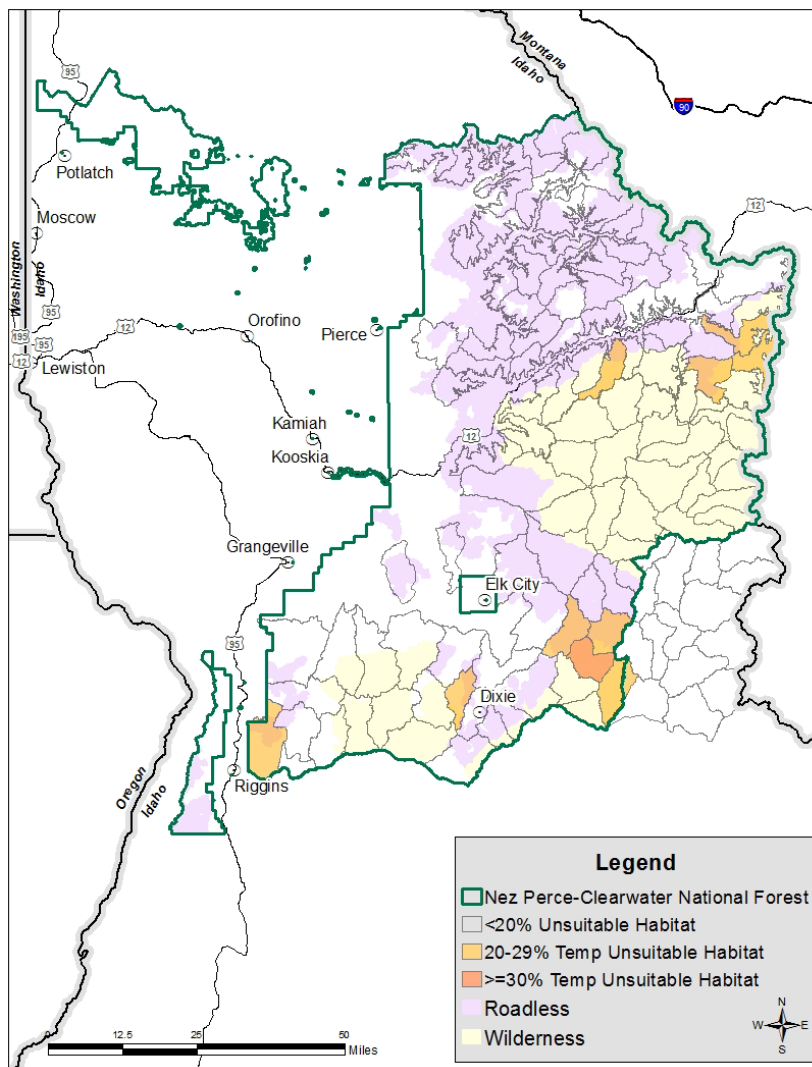 Montana
Idaho
90
95
Potlatch
Moscow
12
Washington
Idaho
95
12
Orofino
Pierce
195
95
12
Lewiston
Kamiah
12
Kooskia
Grangeville
Elk City
95
Dixie
Oregon
Idaho
Riggins
Legend
Nez Perce-Clearwater National Forest
<20% Unsuitable Habitat
20-29% Temp Unsuitable Habitat
>=30% Temp Unsuitable Habitat
Roadless
Wilderness
N
W E
S
0 12.5 25 50
Miles